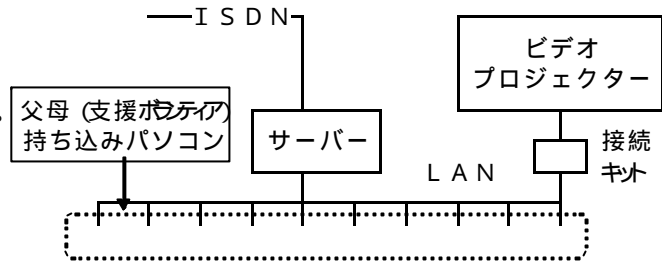 ＩＳＤＮ
ビデオ
プロジェクター
父母（支援ボランティア）
持ち込みパソコン
サーバー
接続
キット
ＬＡＮ